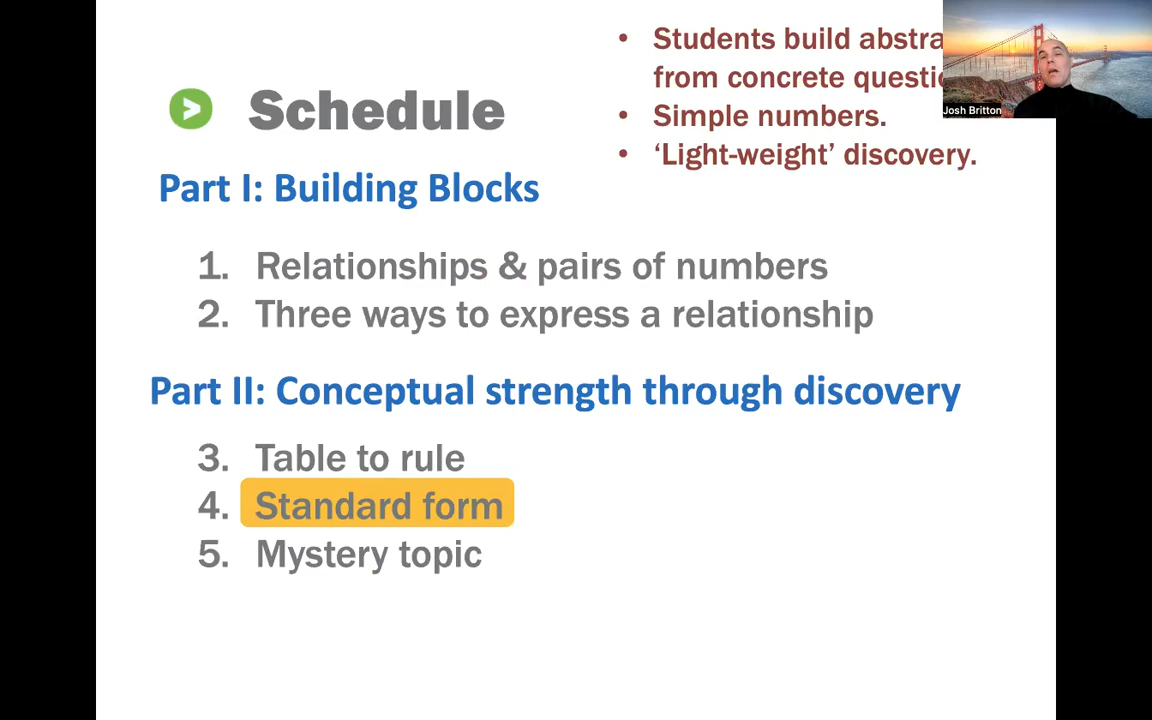 Students build
from concrete
Simple numbers.
'Light-weight' discovery.
Josh Britton
Schedule
Part I: Building Blocks
1. Relationships & pairs of numbers
2. Three ways to express a relationship
Part II: Conceptual strength through discovery
3. Table to rule
4. Standard form
5. Mystery topic